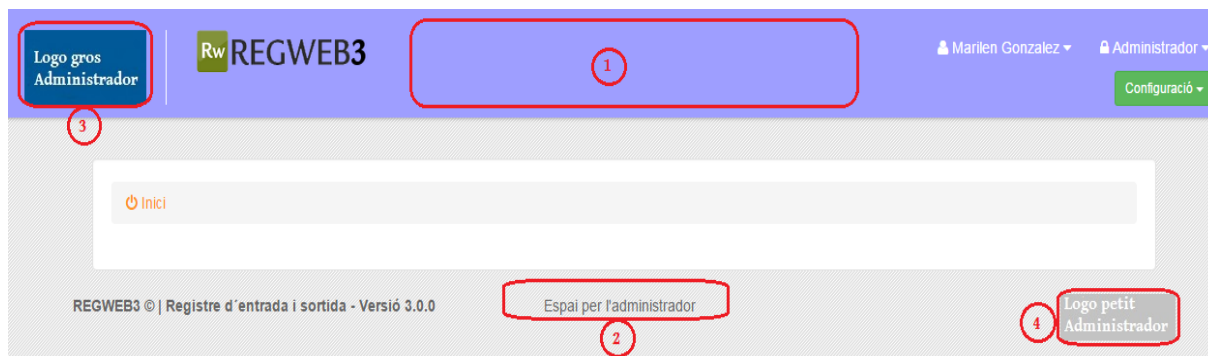 Logo gros
Administrador
Rw REGWEB3
1
Marilen Gonzalez
Administrador
Configuració
3
Inici
REGWEB3 © | Registre d´entrada i sortida - Versió 3.0.0
Espai per l'administrador
2
4
Logo petit
Administrador